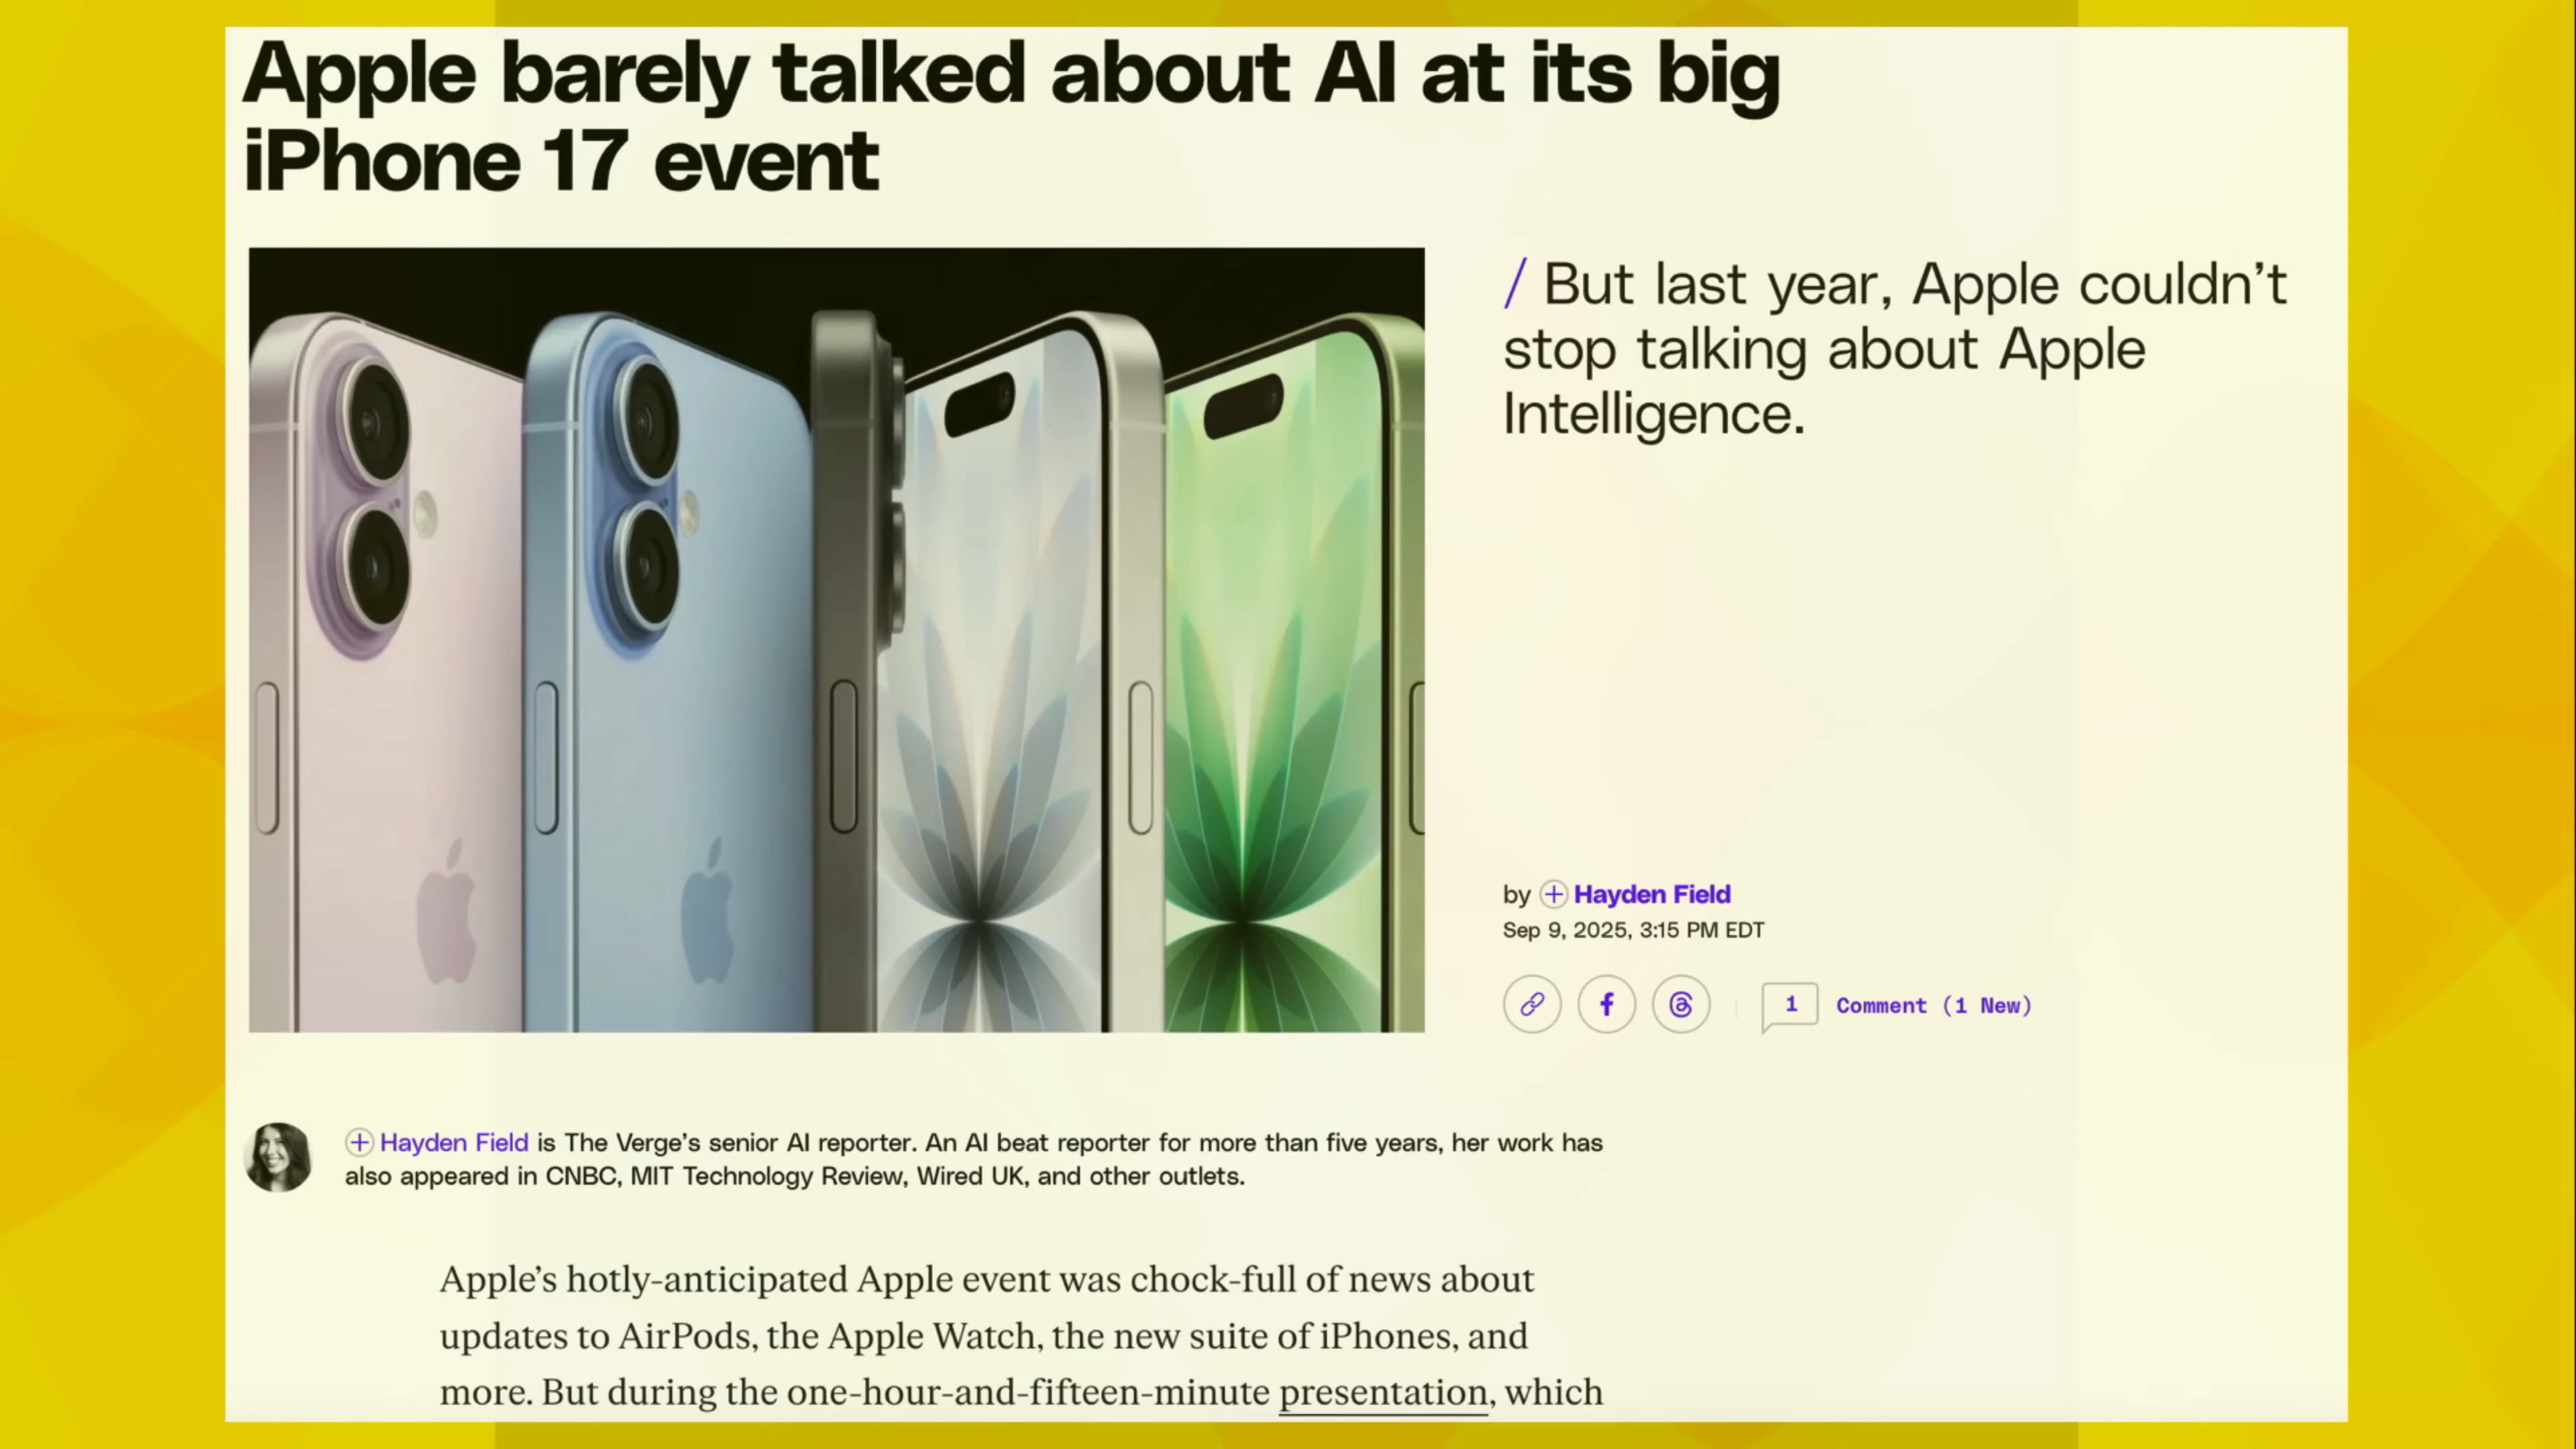 Apple barely talked about AI at its big
iPhone 17 event
/ But last year, Apple couldn’t
stop talking about Apple
Intelligence.
by Hayden Field
Sep 9, 2025, 3:15 PM EDT
1 Comment (1 New)
Hayden Field is The Verge’s senior AI reporter. An AI beat reporter for more than five years, her work has
also appeared in CNBC, MIT Technology Review, Wired UK, and other outlets.
Apple’s hotly-anticipated Apple event was chock-full of news about
updates to AirPods, the Apple Watch, the new suite of iPhones, and
more. But during the one-hour-and-fifteen-minute presentation, which